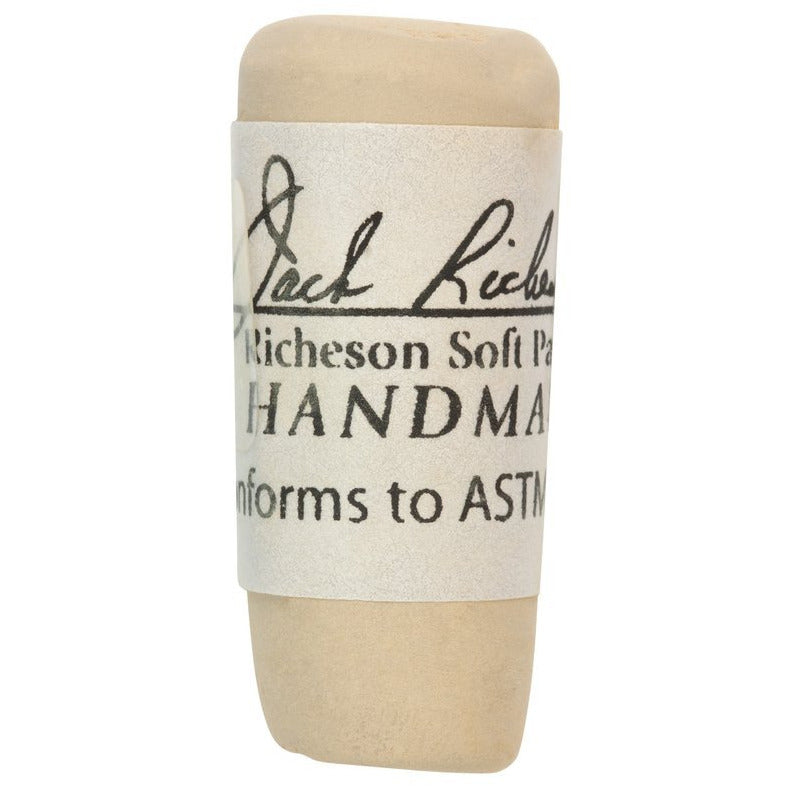 Jack Riche
Richeson Soft Pa
HANDMA
nforms to ASTM